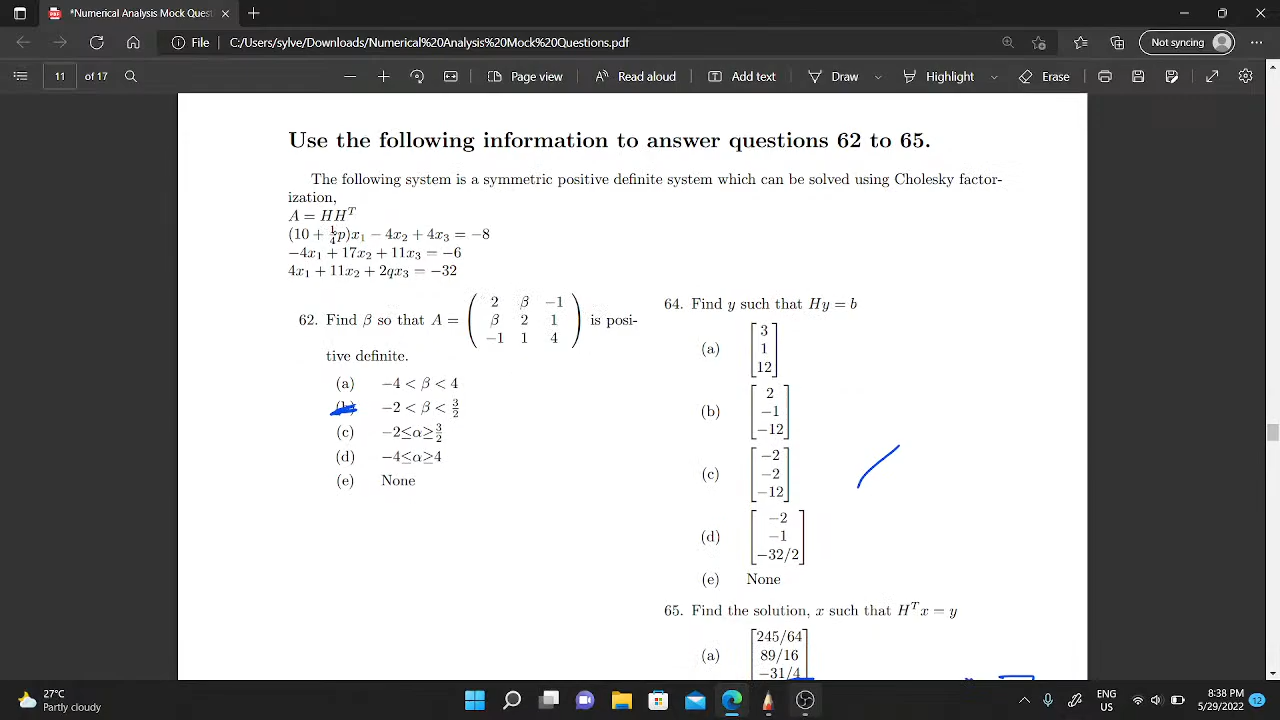 *Numerical Analysis Mock Quest
File C:/Users/sylve/Downloads/Numerical%20Analysis%20Mock%20Questions.pdf
Not syncing
11 of 17
Page view
Read aloud
Add text
Draw
Highlight
Erase
Use the following information to answer questions 62 to 65.
The following system is a symmetric positive definite system which can be solved using Cholesky factor-
ization,
A = HHᵀ
(10 + ¼p)x₁ − 4x₂ + 4x₃ = −8
−4x₁ + 17x₂ + 11x₃ = −6
4x₁ + 11x₂ + 2qx₃ = −32
62. Find β so that A = ( 2 β −1
β 2 1
−1 1 4 ) is posi-
tive definite.
(a) −4 < β < 4
−2 < β < 3/2
(c) −2≤α≥3/2
(d) −4≤α≥4
(e) None
64. Find y such that Hy = b
(a) [3
1
12]
(b) [2
−1
−12]
(c) [−2
−2
−12]
(d) [−2
−1
−32/2]
(e) None
65. Find the solution, x such that Hᵀx = y
(a) [245/64
89/16
−31/4
27°C
Partly cloudy
ENG
US
8:38 PM
5/29/2022
12